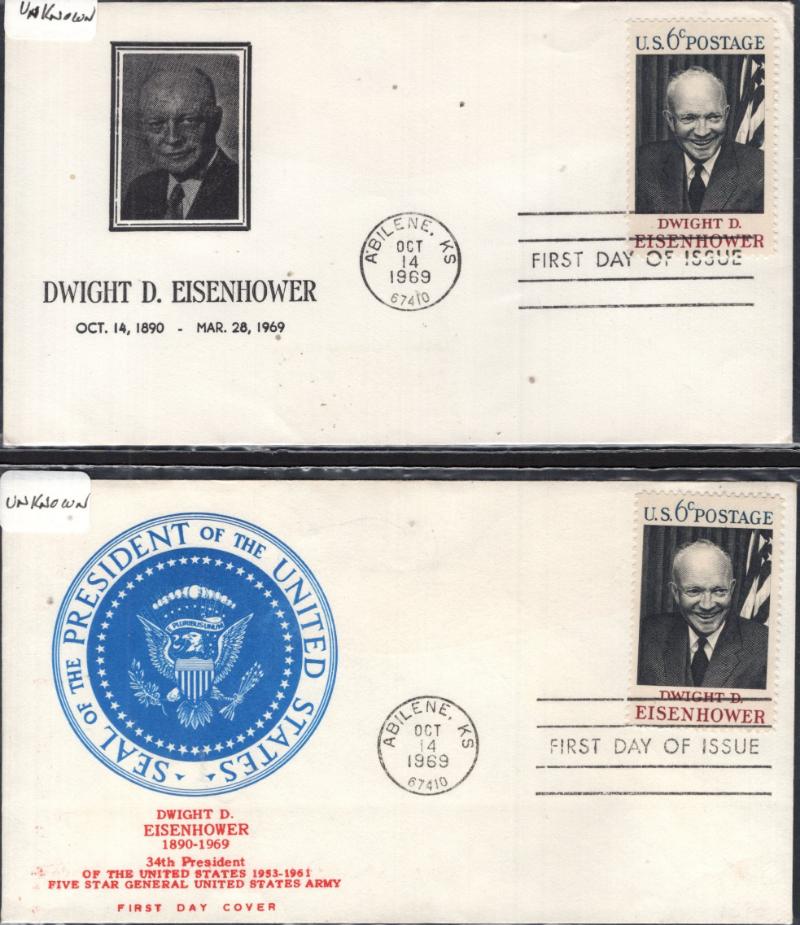 UNKNOWN
U.S. 6c POSTAGE
DWIGHT D.
EISENHOWER
ABILENE, KS
OCT
14
1969
67410
FIRST DAY OF ISSUE
DWIGHT D. EISENHOWER
OCT. 14, 1890 - MAR. 28, 1969
UNKNOWN
U.S. 6c POSTAGE
DWIGHT D.
EISENHOWER
SEAL OF THE PRESIDENT OF THE UNITED STATES
E PLURIBUS UNUM
ABILENE, KS
OCT
14
1969
67410
FIRST DAY OF ISSUE
DWIGHT D.
EISENHOWER
1890-1969
34th President
OF THE UNITED STATES 1953-1961
FIVE STAR GENERAL UNITED STATES ARMY
FIRST DAY COVER